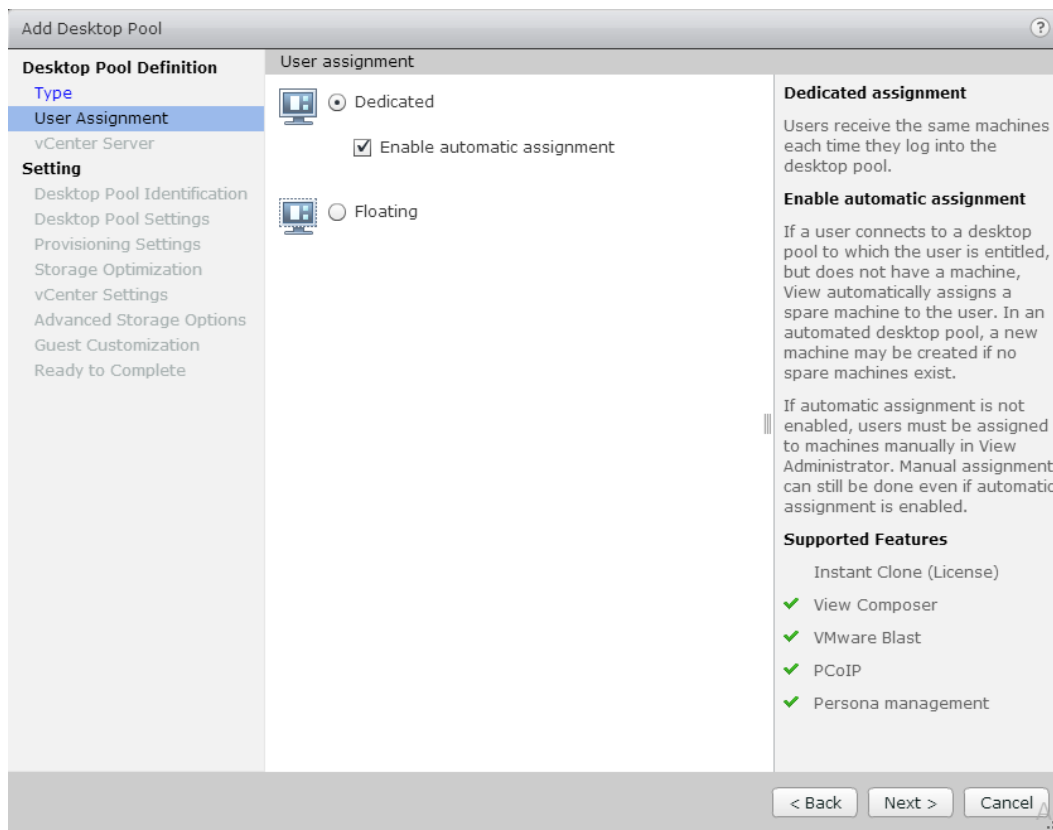 Add Desktop Pool
?
Desktop Pool Definition
Type
User Assignment
vCenter Server
Setting
Desktop Pool Identification
Desktop Pool Settings
Provisioning Settings
Storage Optimization
vCenter Settings
Advanced Storage Options
Guest Customization
Ready to Complete
User assignment
Dedicated
Enable automatic assignment
Floating
Dedicated assignment
Users receive the same machines
each time they log into the
desktop pool.
Enable automatic assignment
If a user connects to a desktop
pool to which the user is entitled,
but does not have a machine,
View automatically assigns a
spare machine to the user. In an
automated desktop pool, a new
machine may be created if no
spare machines exist.
If automatic assignment is not
enabled, users must be assigned
to machines manually in View
Administrator. Manual assignment
can still be done even if automatic
assignment is enabled.
Supported Features
Instant Clone (License)
View Composer
VMware Blast
PCoIP
Persona management
< Back
Next >
Cancel
A